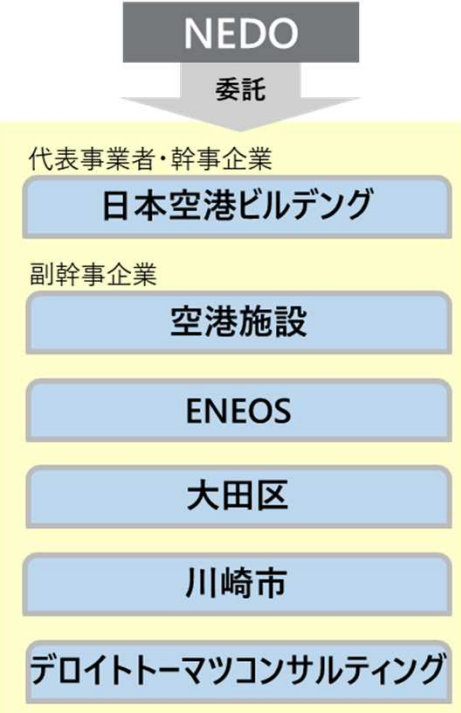 NEDO
委託
代表事業者・幹事企業
日本空港ビルデング
副幹事企業
空港施設
ENEOS
大田区
川崎市
デロイトトーマツコンサルティング